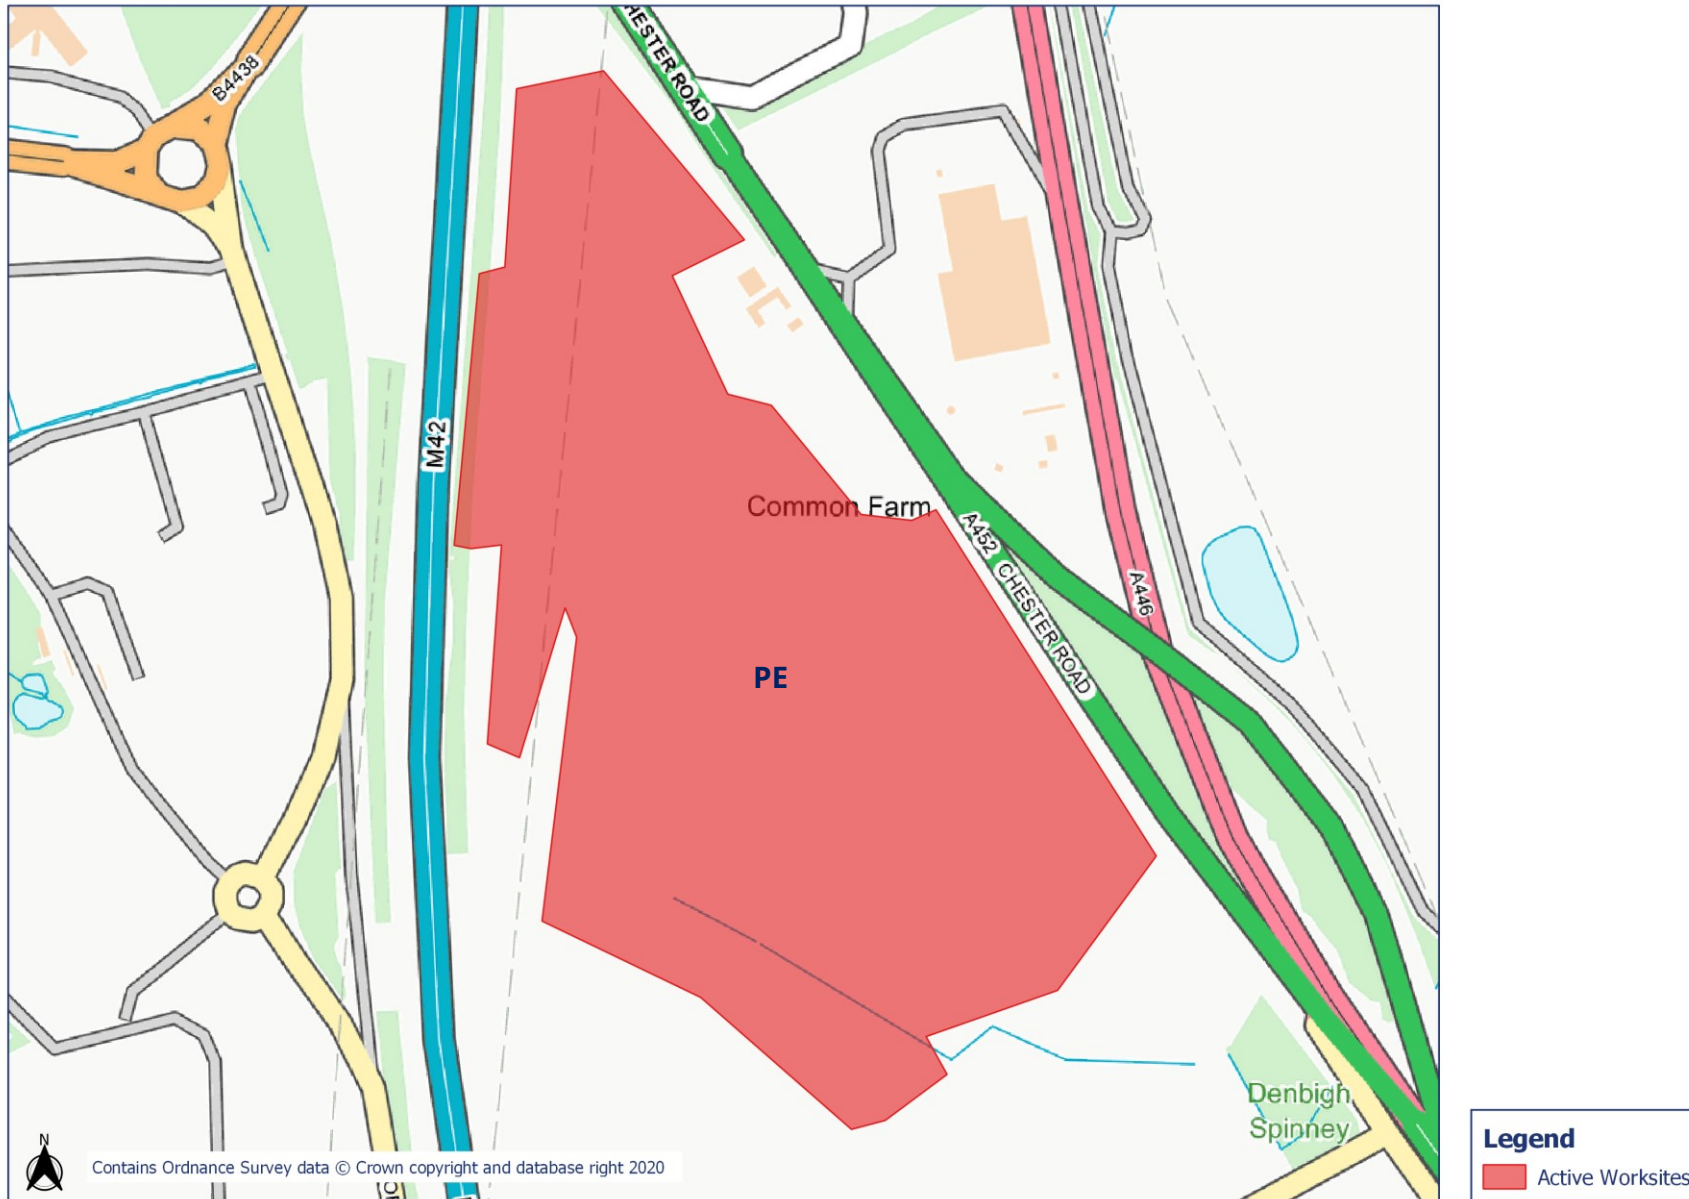 CHESTER ROAD
B4438
M42
Common Farm
A452 CHESTER ROAD
A446
PE
Denbigh
Spinney
N
Contains Ordnance Survey data © Crown copyright and database right 2020
Legend
Active Worksites